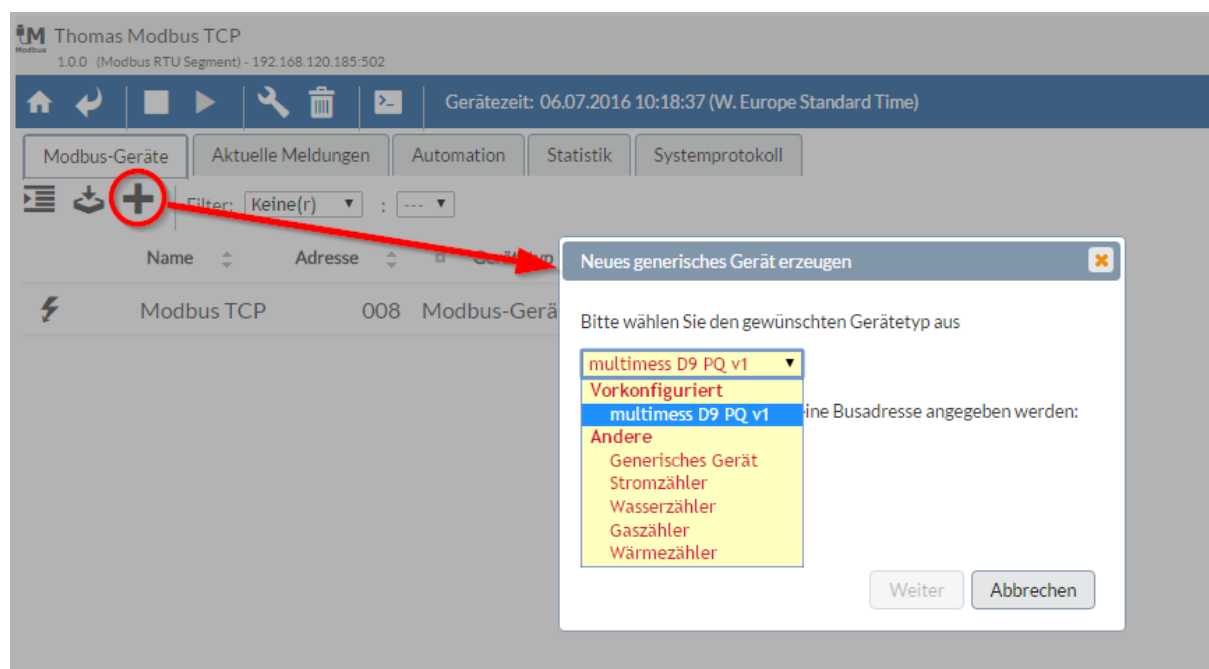 Thomas Modbus TCP
Modbus
1.0.0 (Modbus RTU Segment) - 192.168.120.185:502
Gerätezeit: 06.07.2016 10:18:37 (W. Europe Standard Time)
Modbus-Geräte Aktuelle Meldungen Automation Statistik Systemprotokoll
Filter: Keine(r) : ---
Name Adresse
Modbus TCP 008 Modbus-Gerä
Neues generisches Gerät erzeugen
Bitte wählen Sie den gewünschten Gerätetyp aus
multimess D9 PQ v1
Vorkonfiguriert
multimess D9 PQ v1
ine Busadresse angegeben werden:
Andere
Generisches Gerät
Stromzähler
Wasserzähler
Gaszähler
Wärmezähler
Weiter Abbrechen